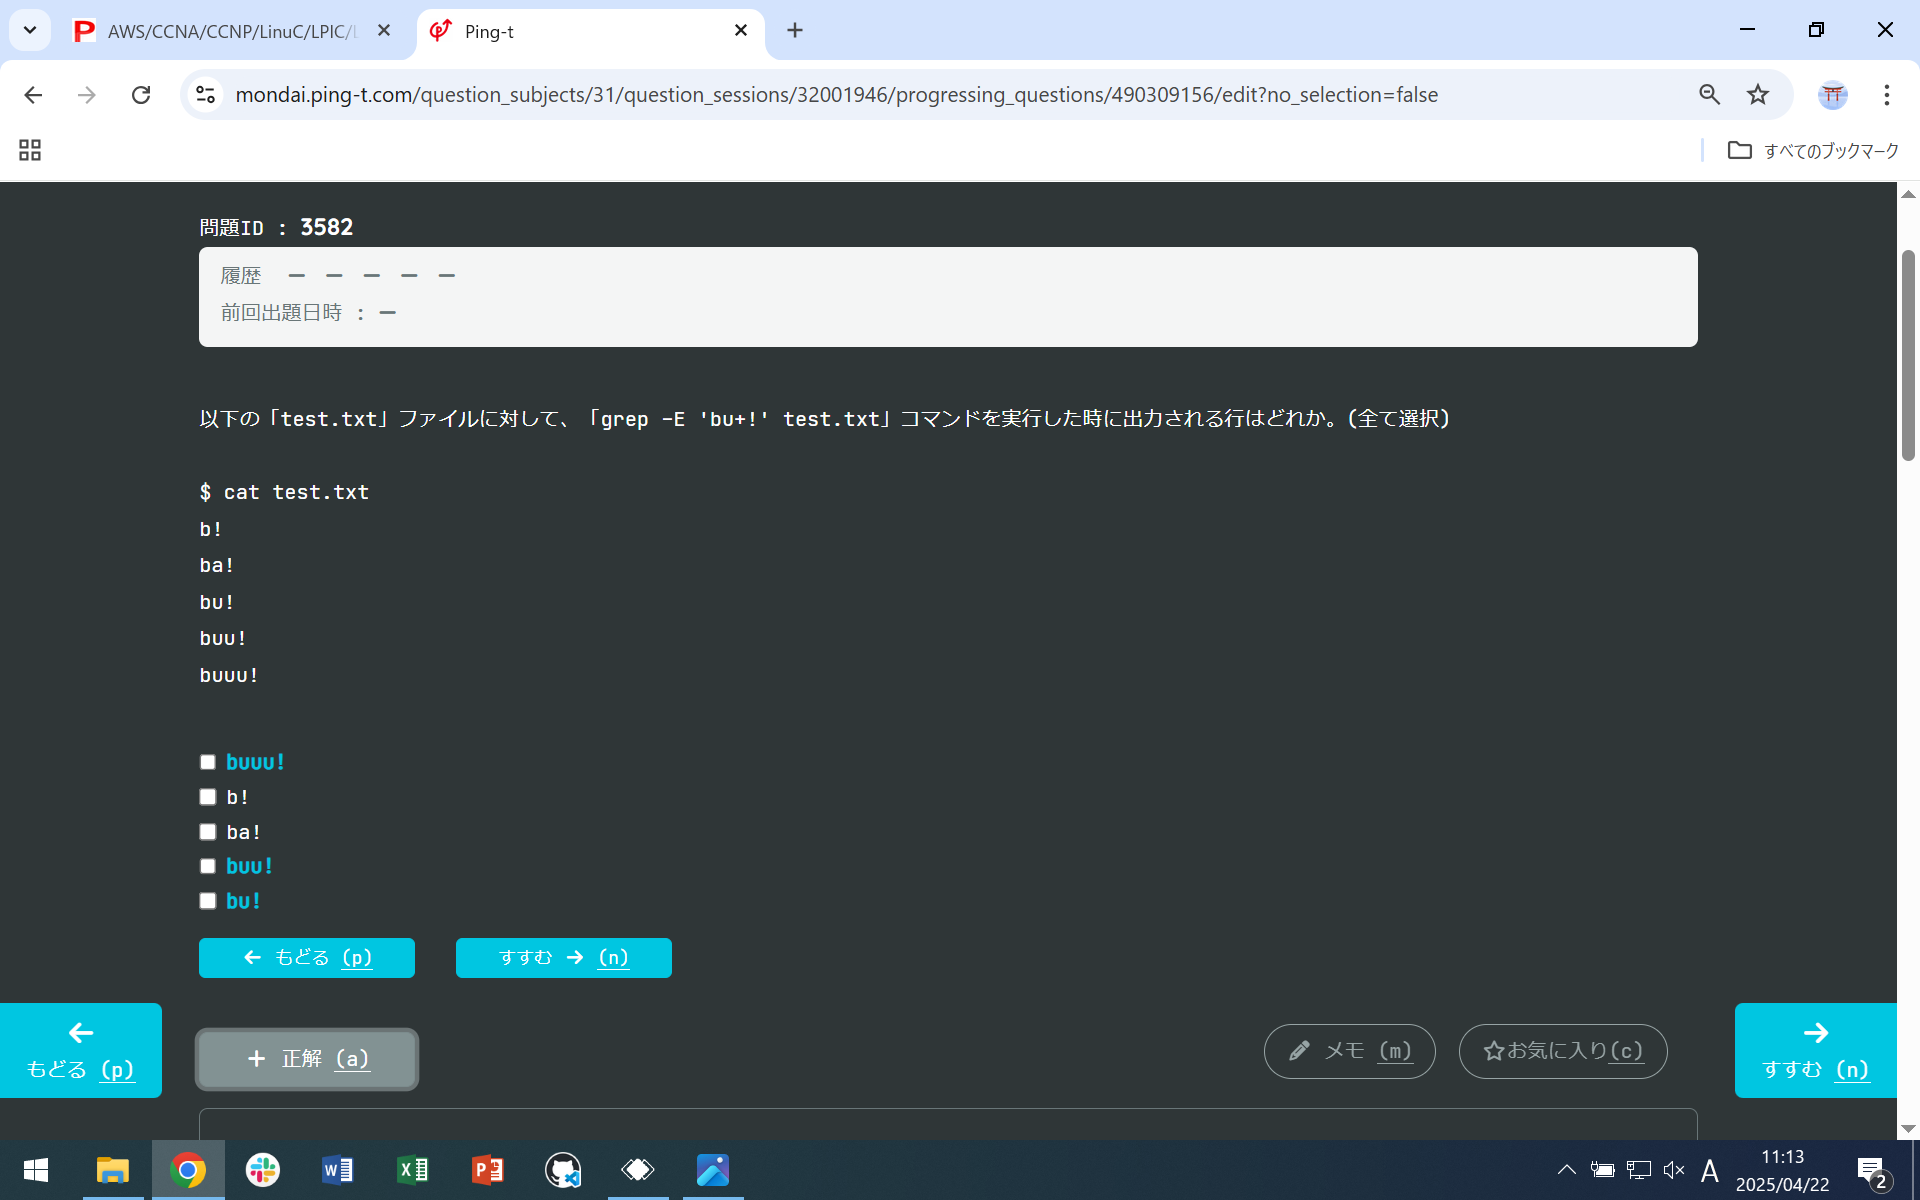 AWS/CCNA/CCNP/LinuC/LPIC/
Ping-t
mondai.ping-t.com/question_subjects/31/question_sessions/32001946/progressing_questions/490309156/edit?no_selection=false
すべてのブックマーク
問題ID : 3582
履歴 ー ー ー ー ー
前回出題日時 : ー
以下の「test.txt」ファイルに対して、「grep -E 'bu+!' test.txt」コマンドを実行した時に出力される行はどれか。(全て選択)
$ cat test.txt
b!
ba!
bu!
buu!
buuu!
buuu!
b!
ba!
buu!
bu!
← もどる (p)
すすむ → (n)
← もどる (p)
+ 正解 (a)
メモ (m)
☆お気に入り(c)
→ すすむ (n)
A
11:13
2025/04/22
2